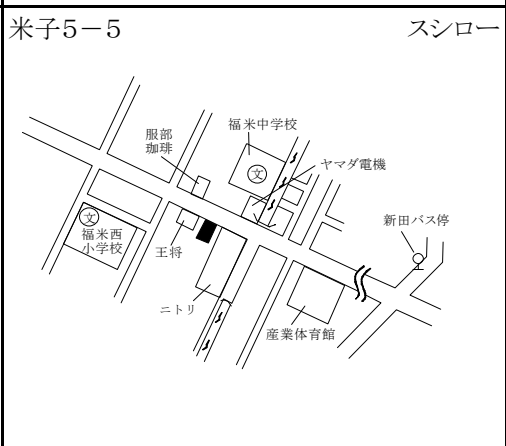 米子5－5
スシロー
福米中学校
服部
珈琲
ヤマダ電機
文
新田バス停
文
福米西
小学校
王将
ニトリ
産業体育館